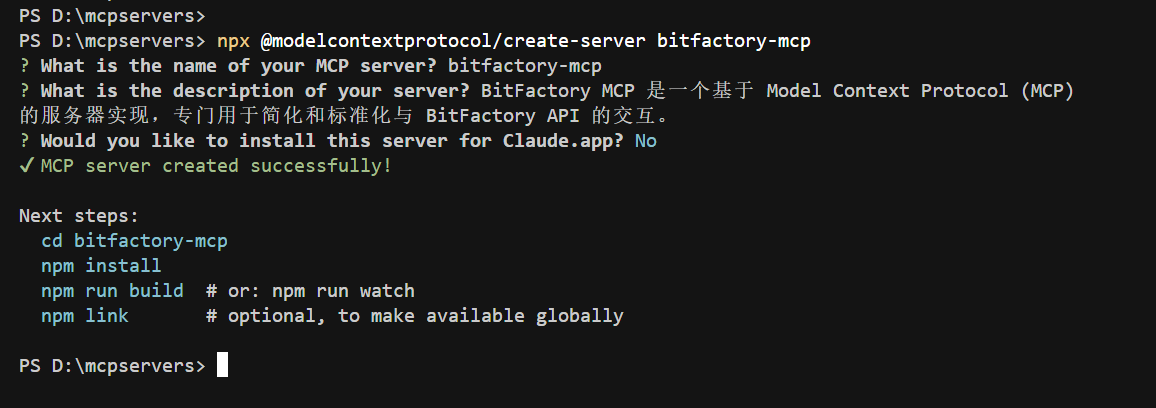 PS D:\mcpservers>
PS D:\mcpservers> npx @modelcontextprotocol/create-server bitfactory-mcp
? What is the name of your MCP server? bitfactory-mcp
? What is the description of your server? BitFactory MCP 是一个基于 Model Context Protocol (MCP)
的服务器实现，专门用于简化和标准化与 BitFactory API 的交互。
? Would you like to install this server for Claude.app? No
✓ MCP server created successfully!
Next steps:
cd bitfactory-mcp
npm install
npm run build  # or: npm run watch
npm link       # optional, to make available globally
PS D:\mcpservers>